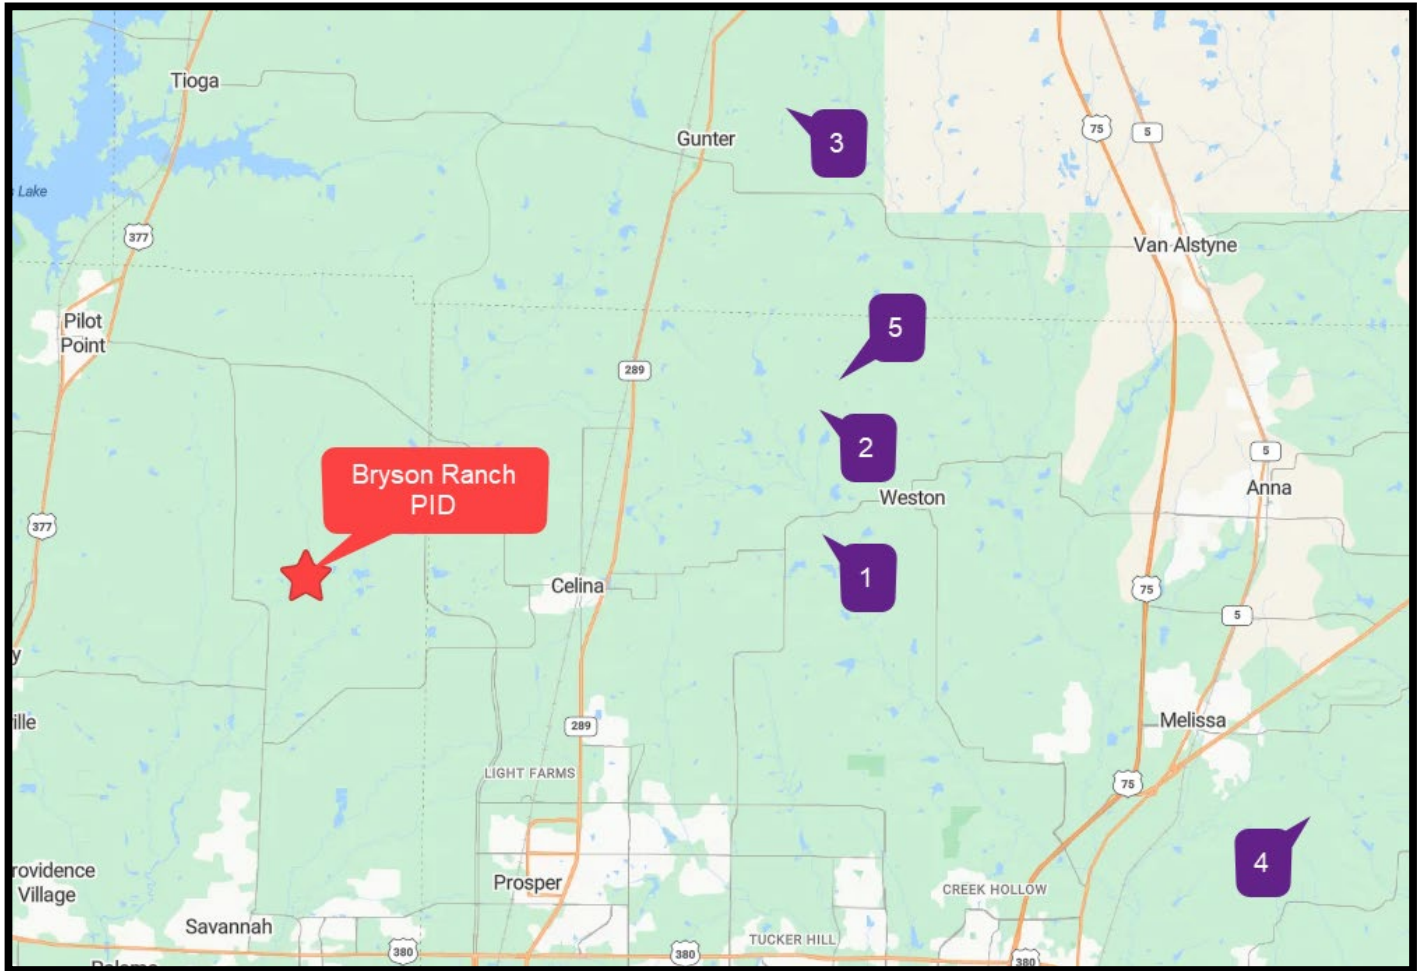 Tioga
Gunter
3
75
5
Lake
377
Van Alstyne
Pilot
Point
5
289
2
5
Bryson Ranch
PID
Weston
Anna
377
Celina
1
75
5
y
ille
289
Melissa
LIGHT FARMS
75
rovidence
Village
Prosper
CREEK HOLLOW
4
Savannah
TUCKER HILL
380
380
380